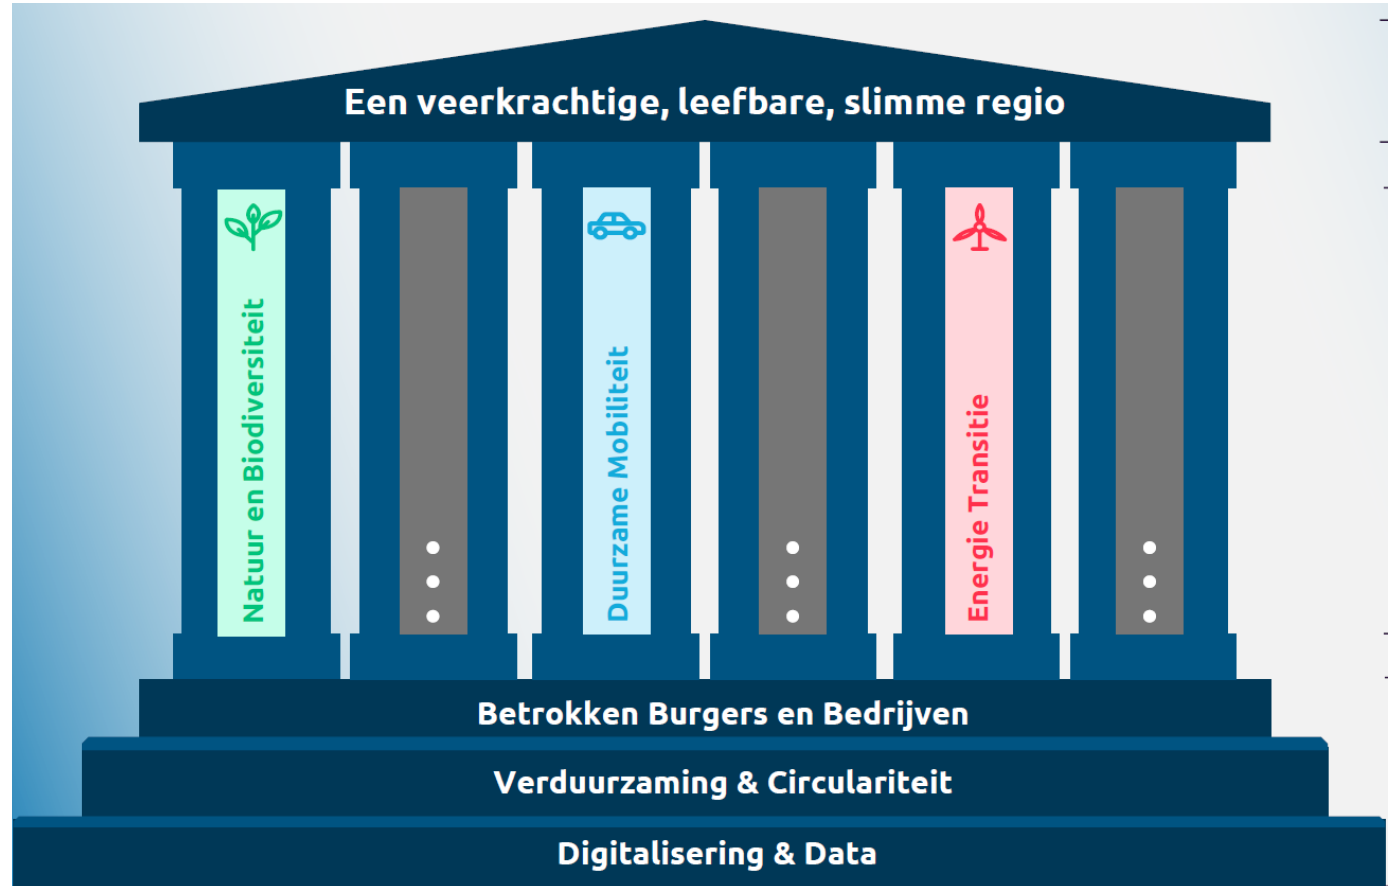 Een veerkrachtige, leefbare, slimme regio
Natuur en Biodiversiteit
Duurzame Mobiliteit
Energie Transitie
Betrokken Burgers en Bedrijven
Verduurzaming & Circulariteit
Digitalisering & Data